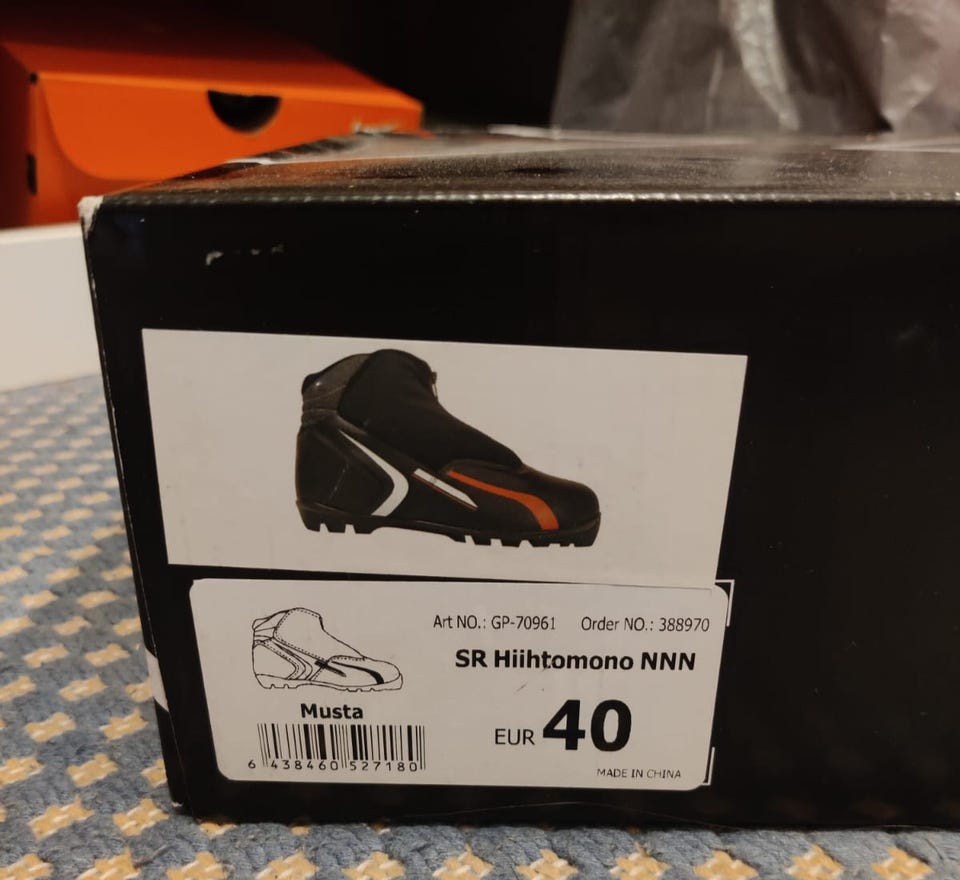 Art NO.: GP-70961 Order NO.: 388970
SR Hiihtomono NNN
Musta
EUR 40
6 438460 527180
MADE IN CHINA